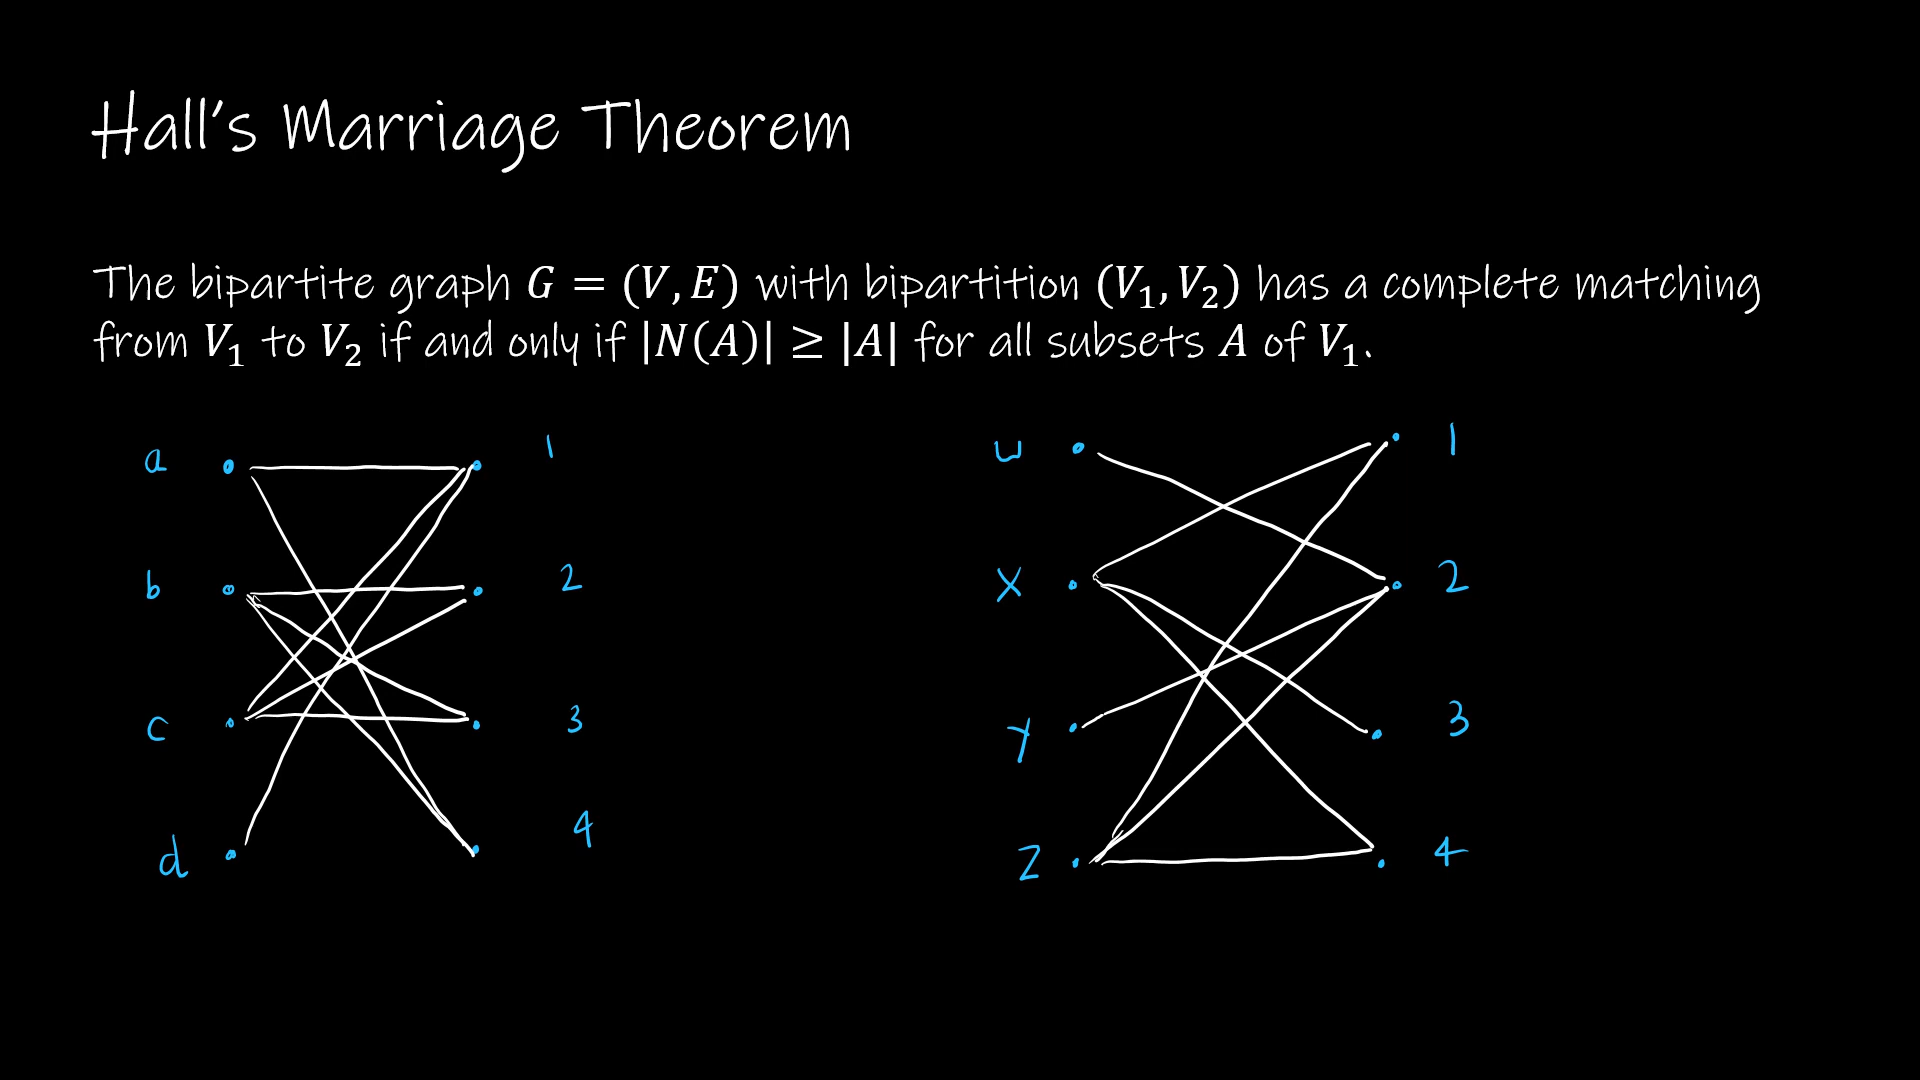 Hall's Marriage Theorem
The bipartite graph G = (V, E) with bipartition (V₁, V₂) has a complete matching
from V₁ to V₂ if and only if |N(A)| ≥ |A| for all subsets A of V₁.
a 1
b 2
c 3
d 4
w 1
x 2
y 3
z 4